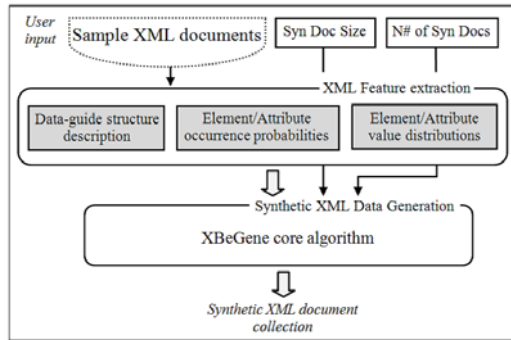 User
input
Sample XML documents
Syn Doc Size
N# of Syn Docs
XML Feature extraction
Data-guide structure
description
Element/Attribute
occurrence probabilities
Element/Attribute
value distributions
Synthetic XML Data Generation
XBeGene core algorithm
Synthetic XML document
collection